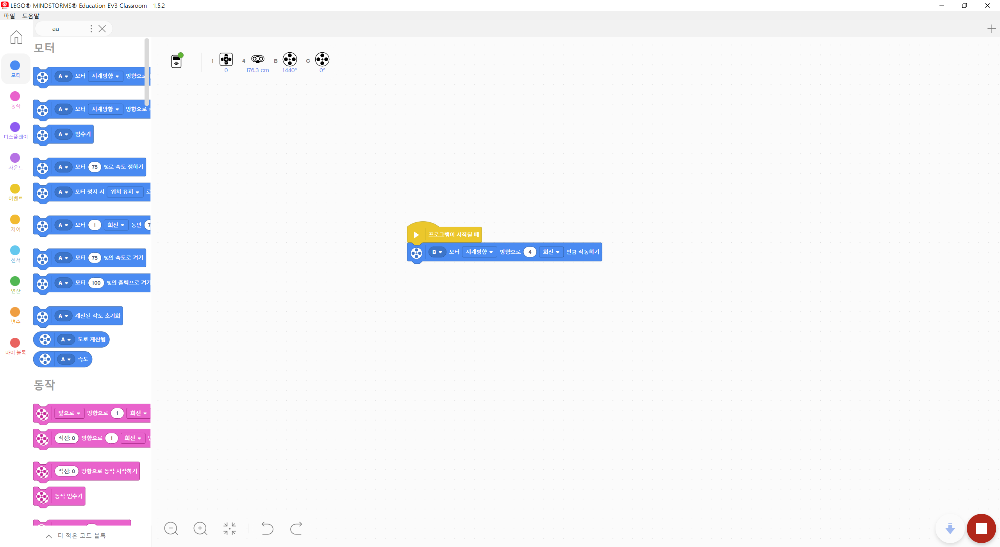 LEGO® MINDSTORMS® Education EV3 Classroom - 1.5.2
파일 도움말
aa
1 4 B C
0 176.3 cm 1440° 0°
모터
동작
디스플레이
사운드
이벤트
제어
센서
연산
변수
마이 블록
모터
A 모터 시계방향 방향으로
A 모터 시계방향 방향으로
A 멈추기
A 모터 75 %로 속도 정하기
A 모터 정지 시 위치 유지 로
A 모터 1 회전 동안 7
A 모터 75 %의 속도로 켜기
A 모터 100 %의 출력으로 켜기
A 계산된 각도 초기화
A 도로 계산됨
A 속도
동작
앞으로 방향으로 1 회전
직선: 0 방향으로 1 회전
직선: 0 방향으로 동작 시작하기
동작 멈추기
더 적은 코드 블록
프로그램이 시작될 때
B 모터 시계방향 방향으로 4 회전 만큼 작동하기